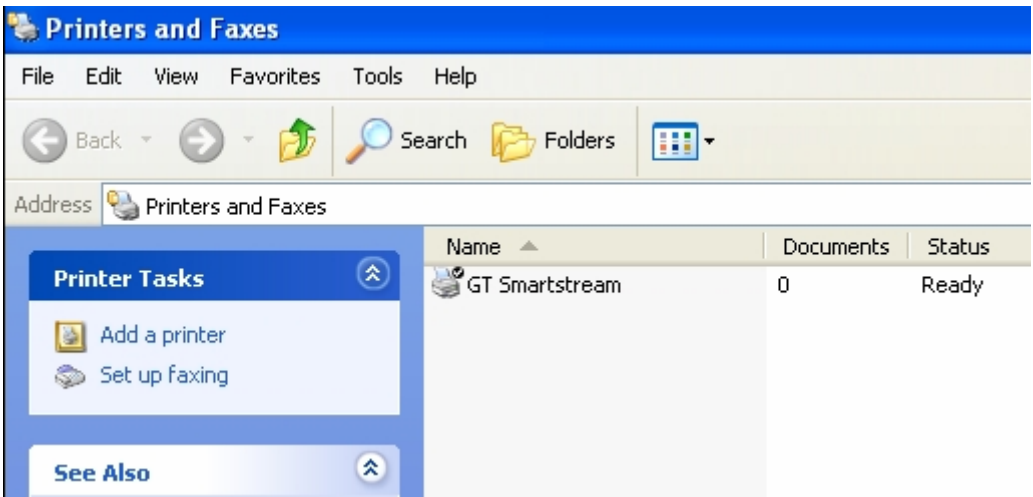 Printers and Faxes
File Edit View Favorites Tools Help
Back Search Folders
Address Printers and Faxes
Name Documents Status
Printer Tasks
GT Smartstream 0 Ready
Add a printer
Set up faxing
See Also